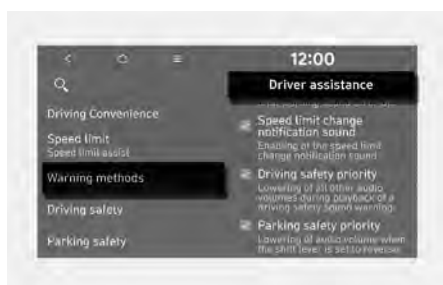 12:00
Driver assistance
Driving Convenience
Speed limit
Speed limit assist
Warning methods
Driving safety
Parking safety
Speed limit change
notification sound
Enabling of the speed limit
change notification sound
Driving safety priority
Lowering of all other audio
volumes during playback of a
driving safety sound warning.
Parking safety priority
Lowering of audio volume when
the shift lever is set to reverse